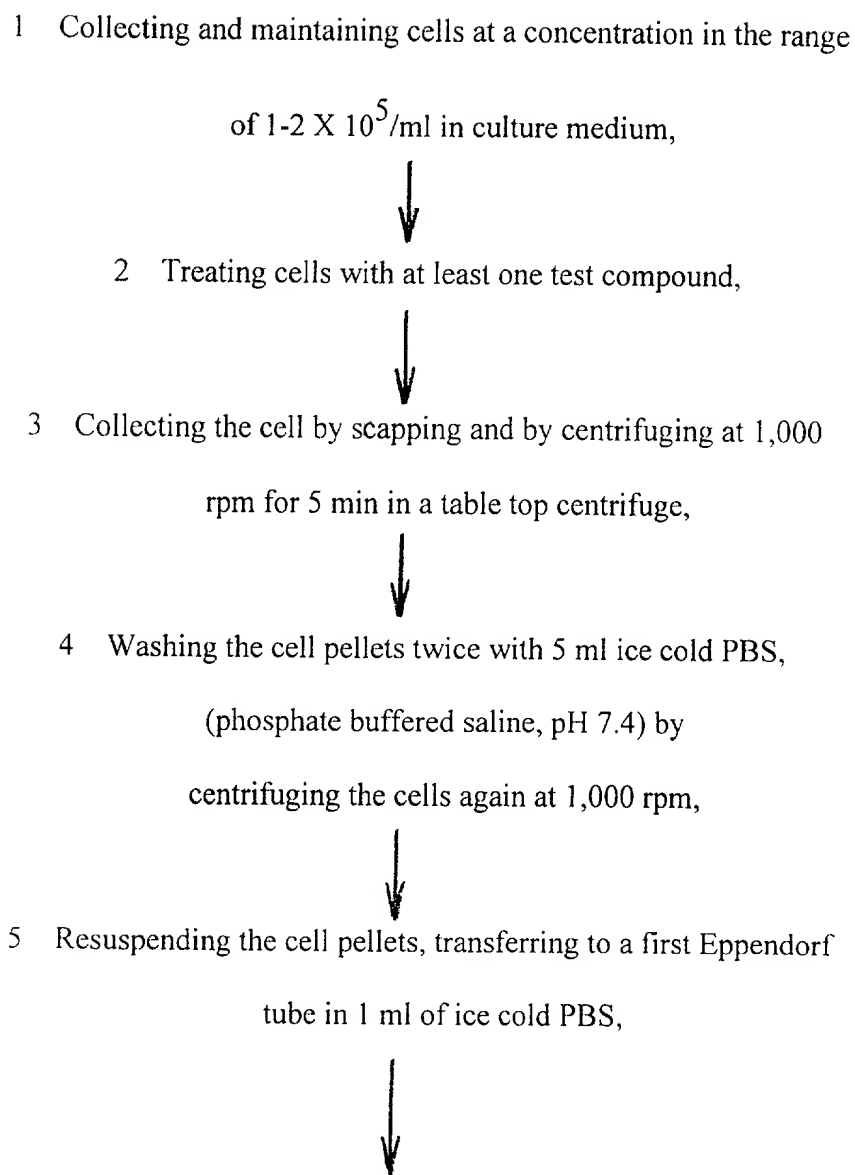 1 Collecting and maintaining cells at a concentration in the range
of 1-2 X 10⁵/ml in culture medium,
2 Treating cells with at least one test compound,
3 Collecting the cell by scapping and by centrifuging at 1,000
rpm for 5 min in a table top centrifuge,
4 Washing the cell pellets twice with 5 ml ice cold PBS,
(phosphate buffered saline, pH 7.4) by
centrifuging the cells again at 1,000 rpm,
5 Resuspending the cell pellets, transferring to a first Eppendorf
tube in 1 ml of ice cold PBS,